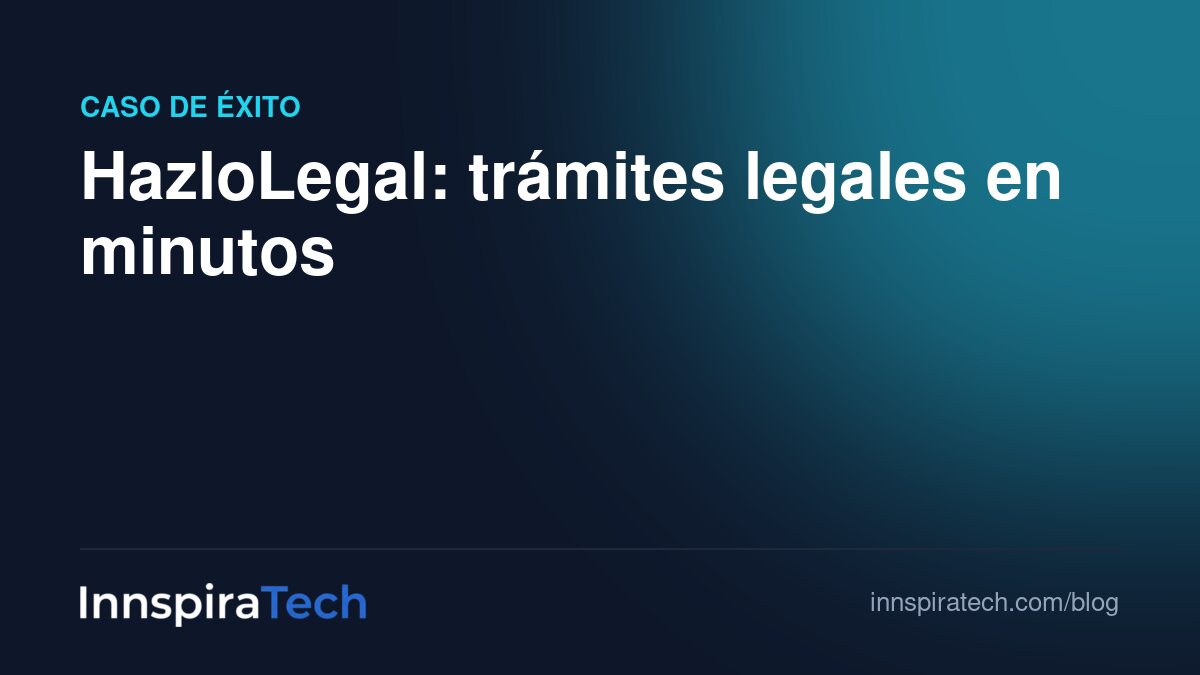 CASO DE ÉXITO
HazloLegal: trámites legales en
minutos
InnspiraTech
innspiratech.com/blog